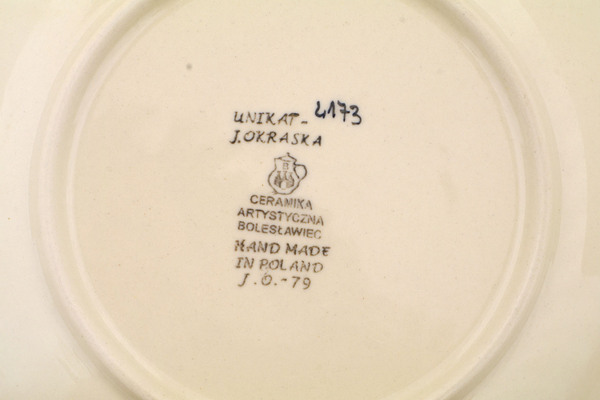 UNIKAT- 4173
J.OKRASKA
CERAMIKA
ARTYSTYCZNA
BOLESŁAWIEC
HAND MADE
IN POLAND
J.O.-79